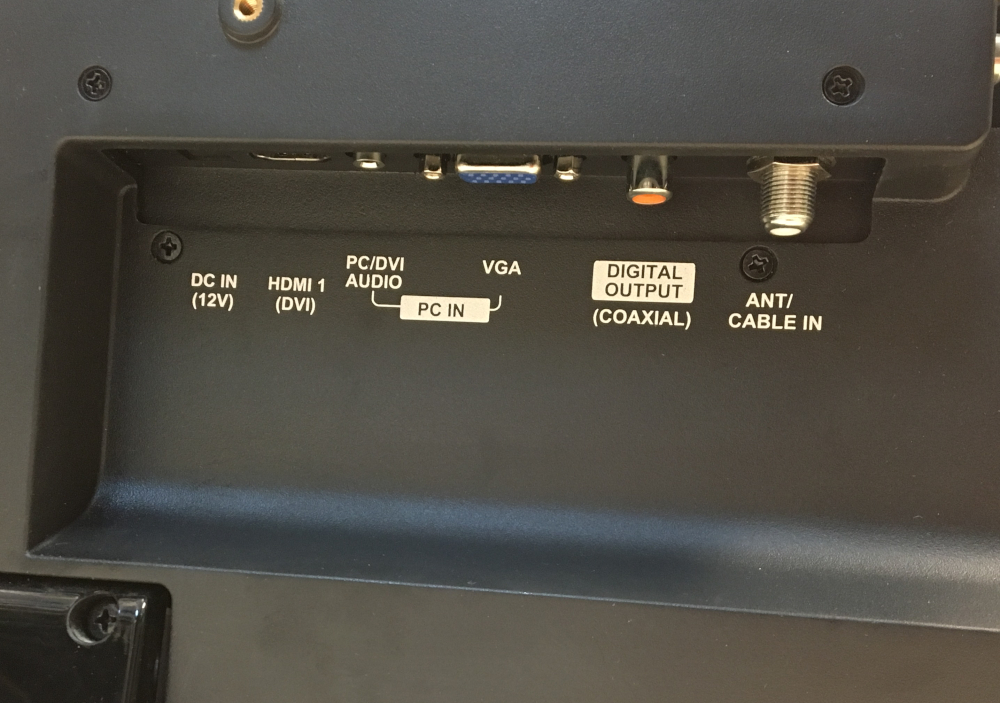 DC IN
(12V)
HDMI 1
(DVI)
PC/DVI
AUDIO
VGA
PC IN
DIGITAL
OUTPUT
(COAXIAL)
ANT/
CABLE IN